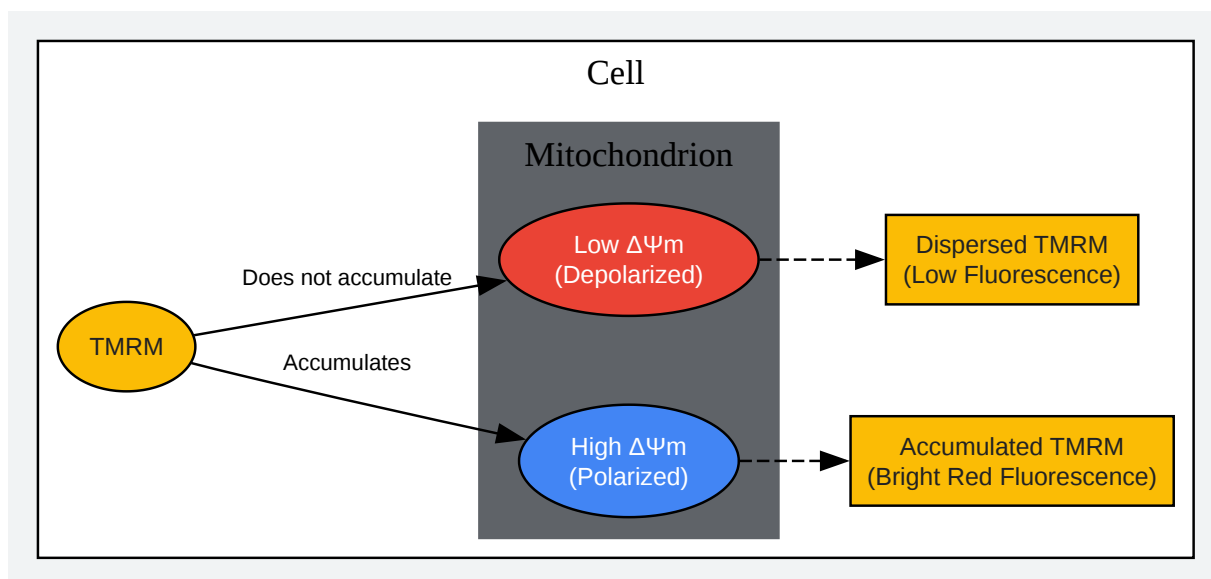 Cell
Mitochondrion
Low ΔΨm
(Depolarized)
Dispersed TMRM
(Low Fluorescence)
Does not accumulate
TMRM
Accumulates
High ΔΨm
(Polarized)
Accumulated TMRM
(Bright Red Fluorescence)